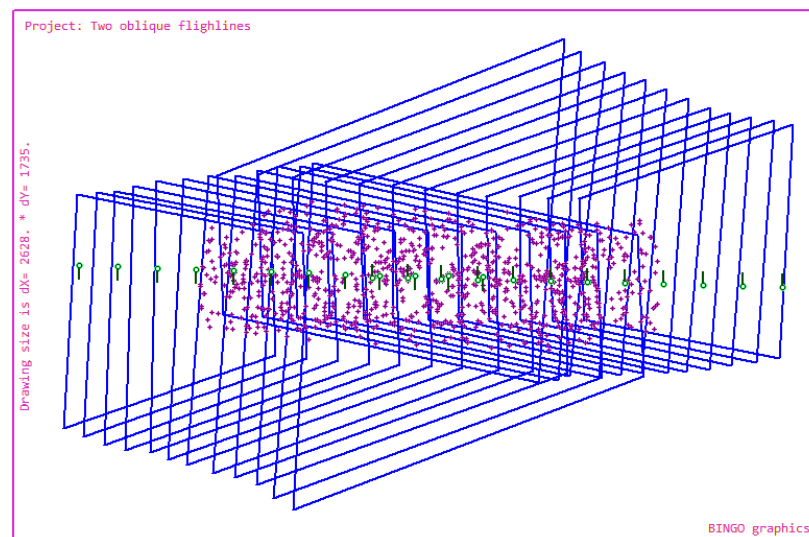 Project: Two oblique flighlines
Drawing size is dX= 2628. * dY= 1735.
BINGO graphics